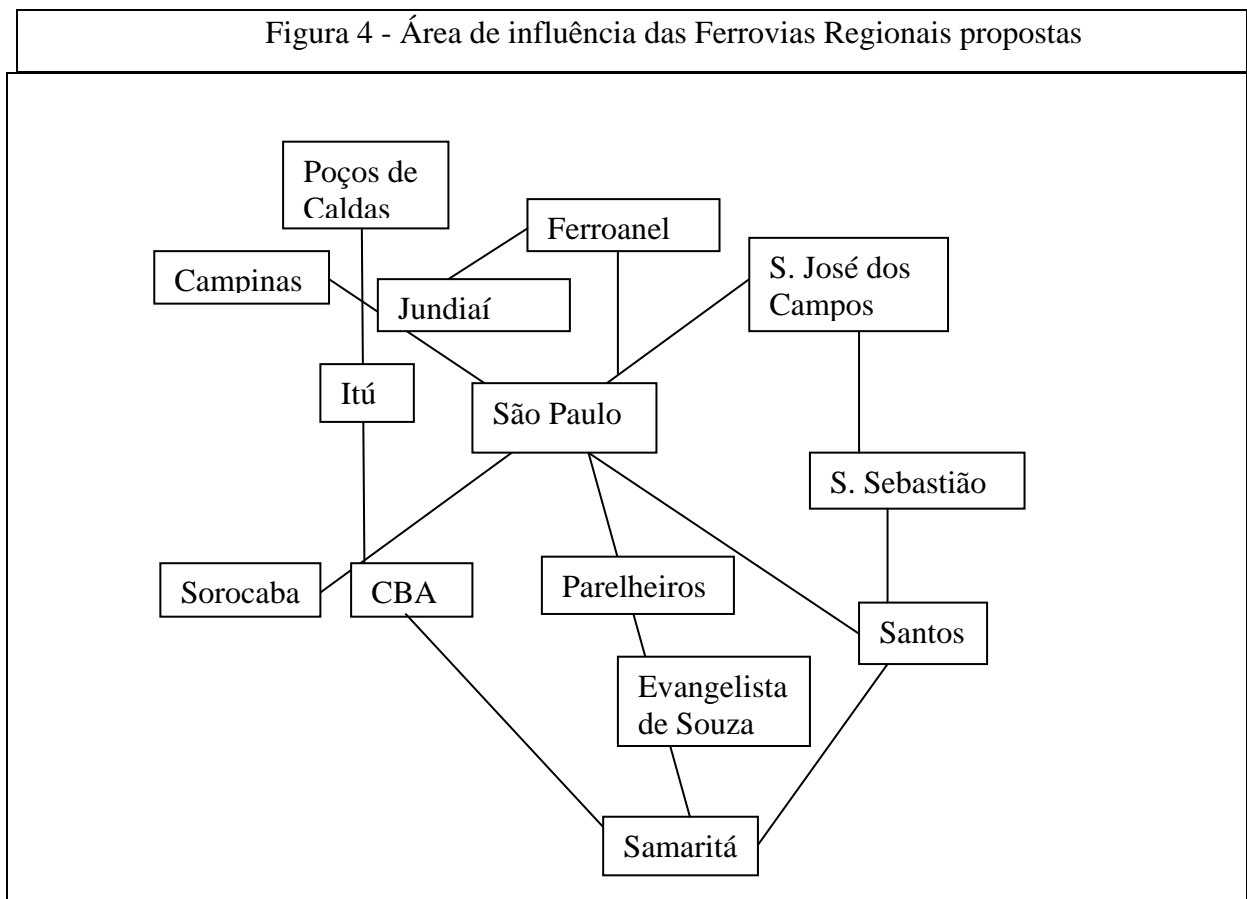 Figura 4 - Área de influência das Ferrovias Regionais propostas
Poços de
Caldas
Ferroanel
Campinas
S. José dos
Campos
Jundiaí
Itú
São Paulo
S. Sebastião
Sorocaba
CBA
Parelheiros
Santos
Evangelista
de Souza
Samaritá